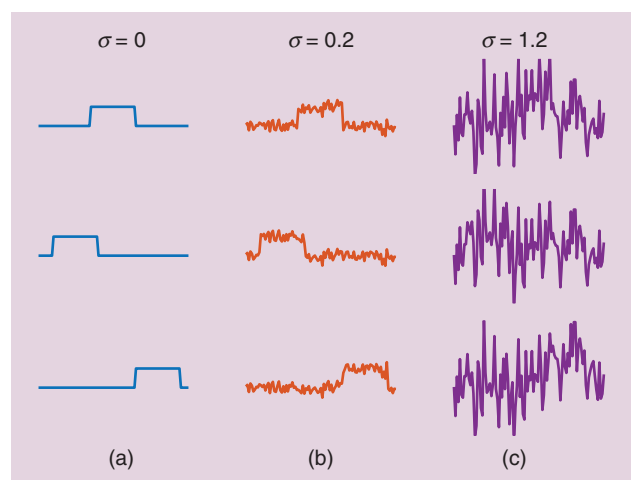 σ = 0 σ = 0.2 σ = 1.2
(a) (b) (c)